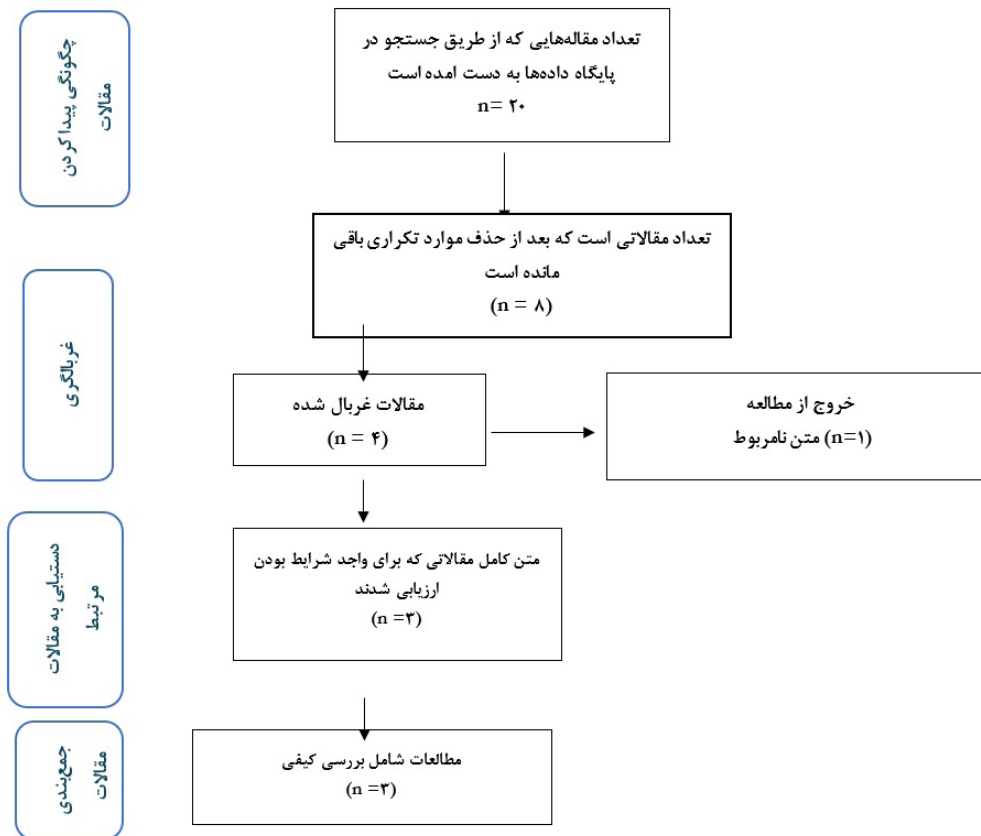 چگونگی پیدا کردن
مقالات
تعداد مقاله‌هایی که از طریق جستجو در
پایگاه داده‌ها به دست امده است
n= ۲۰
تعداد مقالاتی است که بعد از حذف موارد تکراری باقی
مانده است
(n = ۸)
غربالگری
مقالات غربال شده
(n = ۴)
خروج از مطالعه
(n=۱) متن نامربوط
دستیابی به مقالات
مرتبط
متن کامل مقالاتی که برای واجد شرایط بودن
ارزیابی شدند
(n =۳)
جمع‌بندی
مقالات
مطالعات شامل بررسی کیفی
(n =۳)